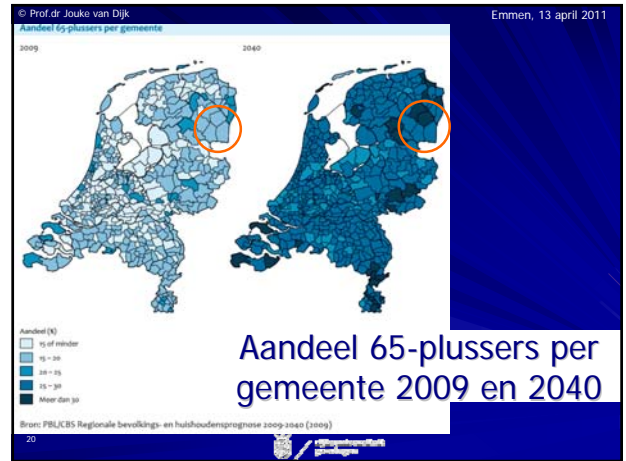 © Prof.dr Jouke van Dijk
Emmen, 13 april 2011
Aandeel 65-plussers per gemeente
2009
2040
Aandeel (%)
15 of minder
15 – 20
20 – 25
25 – 30
Meer dan 30
Aandeel 65-plussers per
gemeente 2009 en 2040
Bron: PBL/CBS Regionale bevolkings- en huishoudensprognose 2009-2040 (2009)
20